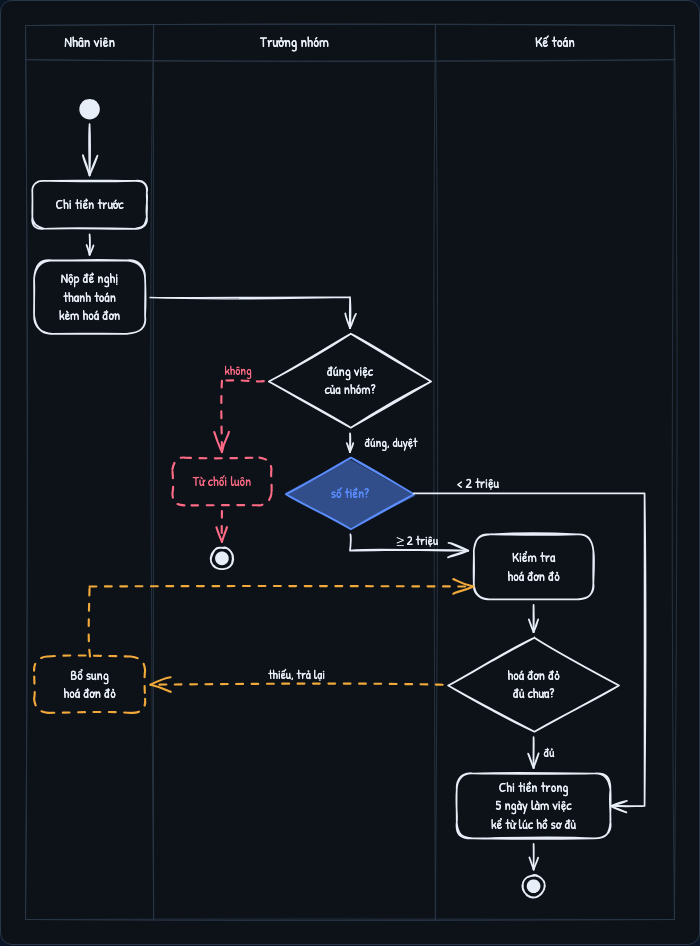 Nhân viên
Trưởng nhóm
Kế toán
Chi tiền trước
Nộp đề nghị
thanh toán
kèm hoá đơn
đúng việc
của nhóm?
không
đúng, duyệt
Từ chối luôn
số tiền?
< 2 triệu
≥ 2 triệu
Kiểm tra
hoá đơn đỏ
Bổ sung
hoá đơn đỏ
thiếu, trả lại
hoá đơn đỏ
đủ chưa?
đủ
Chi tiền trong
5 ngày làm việc
kể từ lúc hồ sơ đủ